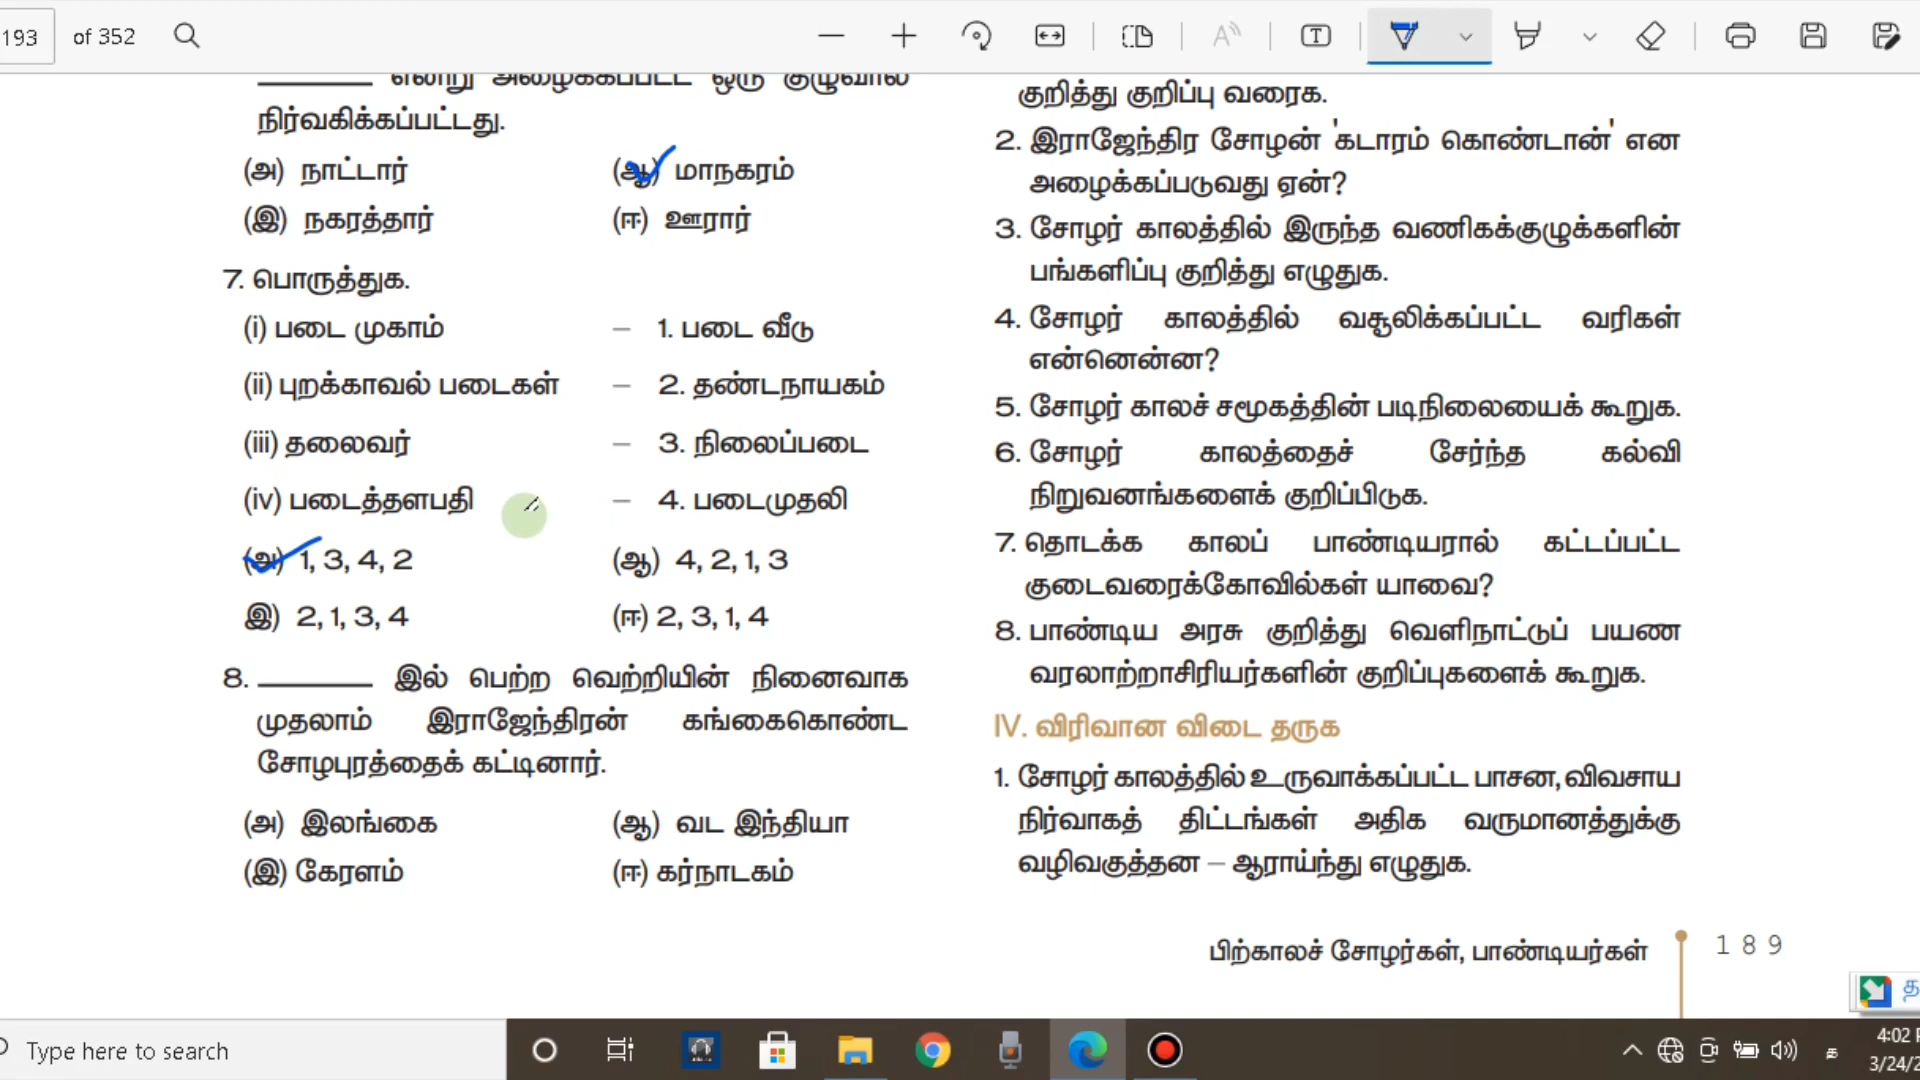 193 of 352
என்று அழைக்கப்பட்ட ஒரு குழுவால்
நிர்வகிக்கப்பட்டது.
(அ) நாட்டார் (ஆ) மாநகரம்
(இ) நகரத்தார் (ஈ) ஊரார்
7. பொருத்துக.
(i) படை முகாம் – 1. படை வீடு
(ii) புறக்காவல் படைகள் – 2. தண்டநாயகம்
(iii) தலைவர் – 3. நிலைப்படை
(iv) படைத்தளபதி – 4. படைமுதலி
(அ) 1, 3, 4, 2 (ஆ) 4, 2, 1, 3
இ) 2, 1, 3, 4 (ஈ) 2, 3, 1, 4
8. ________ இல் பெற்ற வெற்றியின் நினைவாக
முதலாம் இராஜேந்திரன் கங்கைகொண்ட
சோழபுரத்தைக் கட்டினார்.
(அ) இலங்கை (ஆ) வட இந்தியா
(இ) கேரளம் (ஈ) கர்நாடகம்
குறித்து குறிப்பு வரைக.
2. இராஜேந்திர சோழன் 'கடாரம் கொண்டான்' என
அழைக்கப்படுவது ஏன்?
3. சோழர் காலத்தில் இருந்த வணிகக்குழுக்களின்
பங்களிப்பு குறித்து எழுதுக.
4. சோழர் காலத்தில் வசூலிக்கப்பட்ட வரிகள்
என்னென்ன?
5. சோழர் காலச் சமூகத்தின் படிநிலையைக் கூறுக.
6. சோழர் காலத்தைச் சேர்ந்த கல்வி
நிறுவனங்களைக் குறிப்பிடுக.
7. தொடக்க காலப் பாண்டியரால் கட்டப்பட்ட
குடைவரைக்கோவில்கள் யாவை?
8. பாண்டிய அரசு குறித்து வெளிநாட்டுப் பயண
வரலாற்றாசிரியர்களின் குறிப்புகளைக் கூறுக.
IV. விரிவான விடை தருக
1. சோழர் காலத்தில் உருவாக்கப்பட்ட பாசன, விவசாய
நிர்வாகத் திட்டங்கள் அதிக வருமானத்துக்கு
வழிவகுத்தன – ஆராய்ந்து எழுதுக.
பிற்காலச் சோழர்கள், பாண்டியர்கள் 189
த
Type here to search
4:02
3/24/2